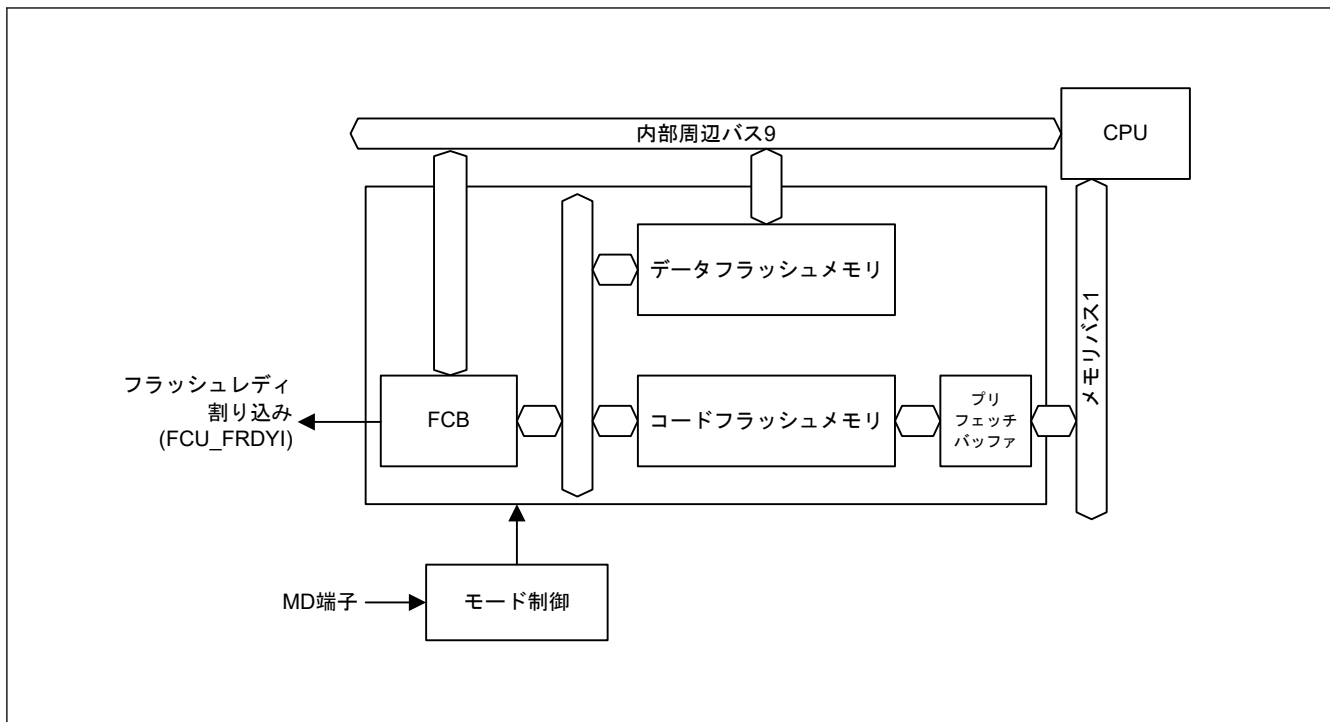 内部周辺バス9
CPU
データフラッシュメモリ
メモリバス1
フラッシュレディ
割り込み
(FCU_FRDYI)
FCB
コードフラッシュメモリ
プリ
フェッチ
バッファ
MD端子
モード制御